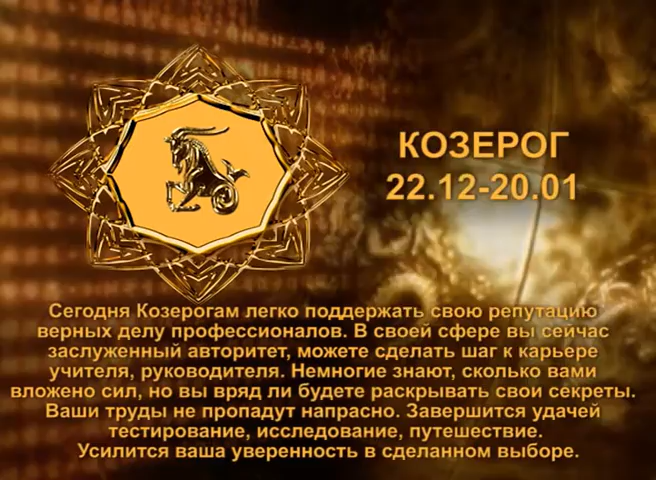 КОЗЕРОГ
22.12-20.01
Сегодня Козерогам легко поддержать свою репутацию
верных делу профессионалов. В своей сфере вы сейчас
заслуженный авторитет, можете сделать шаг к карьере
учителя, руководителя. Немногие знают, сколько вами
вложено сил, но вы вряд ли будете раскрывать свои секреты.
Ваши труды не пропадут напрасно. Завершится удачей
тестирование, исследование, путешествие.
Усилится ваша уверенность в сделанном выборе.